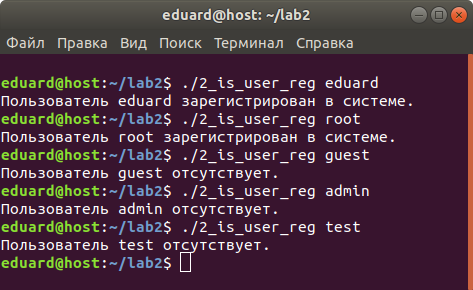 eduard@host: ~/lab2
Файл Правка Вид Поиск Терминал Справка
eduard@host:~/lab2$ ./2_is_user_reg eduard
Пользователь eduard зарегистрирован в системе.
eduard@host:~/lab2$ ./2_is_user_reg root
Пользователь root зарегистрирован в системе.
eduard@host:~/lab2$ ./2_is_user_reg guest
Пользователь guest отсутствует.
eduard@host:~/lab2$ ./2_is_user_reg admin
Пользователь admin отсутствует.
eduard@host:~/lab2$ ./2_is_user_reg test
Пользователь test отсутствует.
eduard@host:~/lab2$